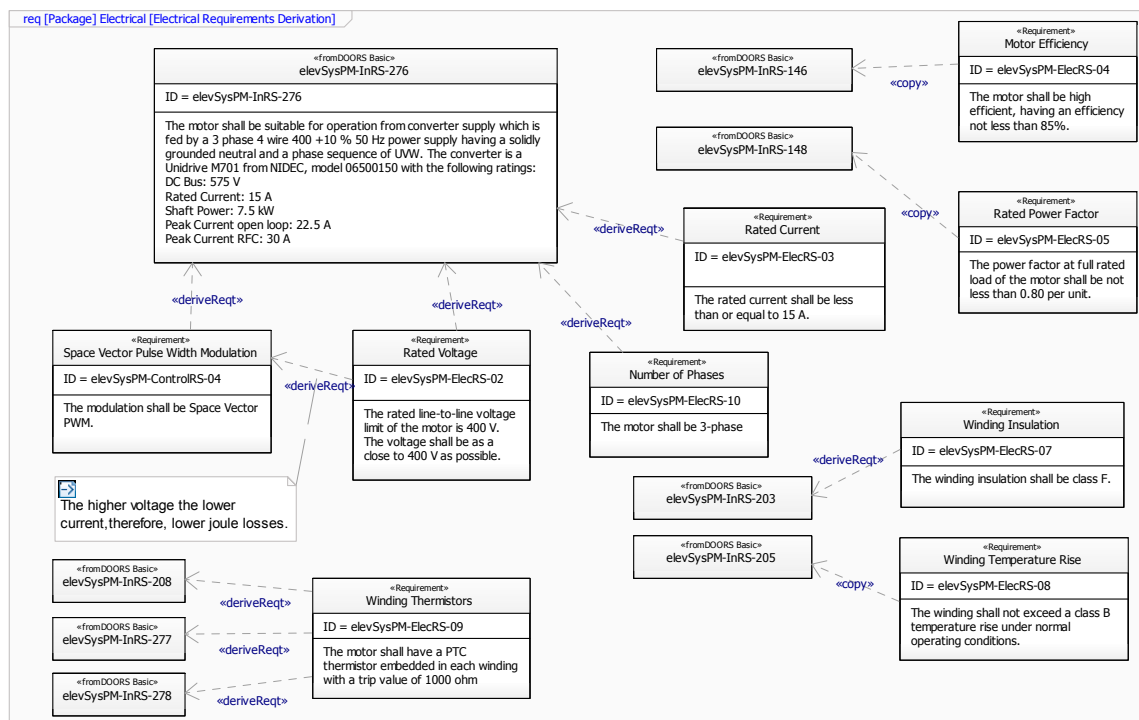 req [Package] Electrical [Electrical Requirements Derivation]
«fromDOORS Basic»
elevSysPM-InRS-276
ID = elevSysPM-InRS-276
The motor shall be suitable for operation from converter supply which is
fed by a 3 phase 4 wire 400 +10 % 50 Hz power supply having a solidly
grounded neutral and a phase sequence of UVW. The converter is a
Unidrive M701 from NIDEC, model 06500150 with the following ratings:
DC Bus: 575 V
Rated Current: 15 A
Shaft Power: 7.5 kW
Peak Current open loop: 22.5 A
Peak Current RFC: 30 A
«fromDOORS Basic»
elevSysPM-InRS-146
«copy»
«Requirement»
Motor Efficiency
ID = elevSysPM-ElecRS-04
The motor shall be high
efficient, having an efficiency
not less than 85%.
«fromDOORS Basic»
elevSysPM-InRS-148
«copy»
«Requirement»
Rated Power Factor
ID = elevSysPM-ElecRS-05
The power factor at full rated
load of the motor shall be not
less than 0.80 per unit.
«deriveReqt»
«Requirement»
Rated Current
ID = elevSysPM-ElecRS-03
The rated current shall be less
than or equal to 15 A.
«deriveReqt»
«deriveReqt»
«deriveReqt»
«Requirement»
Space Vector Pulse Width Modulation
ID = elevSysPM-ControlRS-04
The modulation shall be Space Vector
PWM.
«deriveReqt»
«Requirement»
Rated Voltage
ID = elevSysPM-ElecRS-02
The rated line-to-line voltage
limit of the motor is 400 V.
The voltage shall be as a
close to 400 V as possible.
«Requirement»
Number of Phases
ID = elevSysPM-ElecRS-10
The motor shall be 3-phase
The higher voltage the lower
current,therefore, lower joule losses.
«Requirement»
Winding Insulation
ID = elevSysPM-ElecRS-07
The winding insulation shall be class F.
«deriveReqt»
«fromDOORS Basic»
elevSysPM-InRS-203
«fromDOORS Basic»
elevSysPM-InRS-205
«copy»
«Requirement»
Winding Temperature Rise
ID = elevSysPM-ElecRS-08
The winding shall not exceed a class B
temperature rise under normal
operating conditions.
«fromDOORS Basic»
elevSysPM-InRS-208
«deriveReqt»
«fromDOORS Basic»
elevSysPM-InRS-277
«deriveReqt»
«fromDOORS Basic»
elevSysPM-InRS-278
«deriveReqt»
«Requirement»
Winding Thermistors
ID = elevSysPM-ElecRS-09
The motor shall have a PTC
thermistor embedded in each winding
with a trip value of 1000 ohm